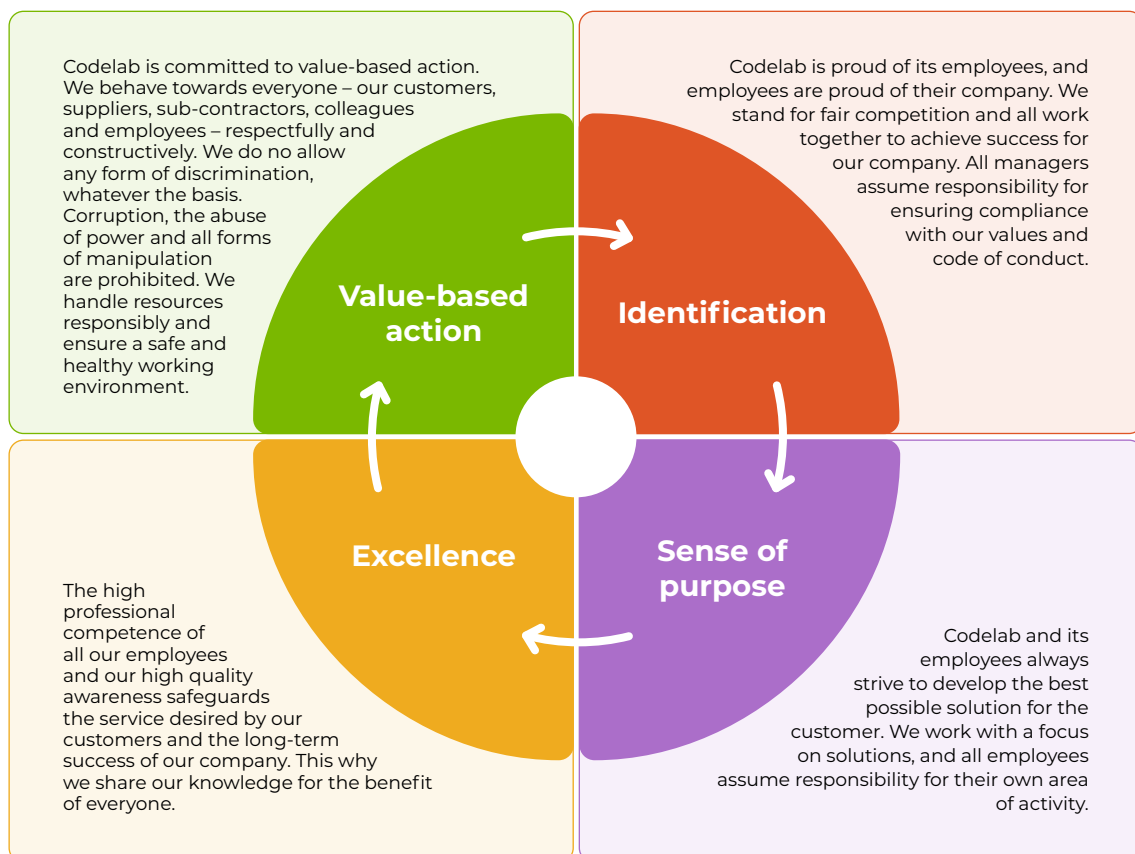 Codelab is committed to value-based action.
We behave towards everyone – our customers,
suppliers, sub-contractors, colleagues
and employees – respectfully and
constructively. We do no allow
any form of discrimination,
whatever the basis.
Corruption, the abuse
of power and all forms
of manipulation
are prohibited. We
handle resources
responsibly and
ensure a safe and
healthy working
environment.
Value-based
action
Codelab is proud of its employees, and
employees are proud of their company. We
stand for fair competition and all work
together to achieve success for
our company. All managers
assume responsibility for
ensuring compliance
with our values and
code of conduct.
Identification
The high
professional
competence of
all our employees
and our high quality
awareness safeguards
the service desired by our
customers and the long-term
success of our company. This why
we share our knowledge for the benefit
of everyone.
Excellence
Sense of
purpose
Codelab and its
employees always
strive to develop the best
possible solution for the
customer. We work with a focus
on solutions, and all employees
assume responsibility for their own area
of activity.